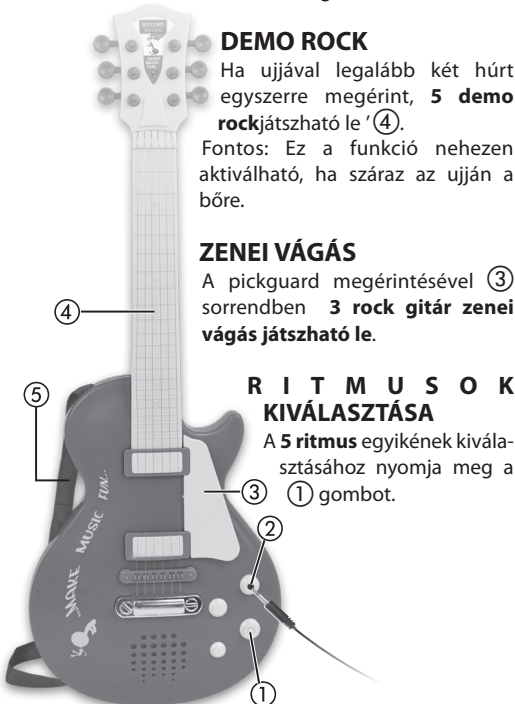 DEMO ROCK
Ha ujjával legalább két húrt
egyszerre megérint, 5 demo
rockjátszható le ’④.
Fontos: Ez a funkció nehezen
aktiválható, ha száraz az ujján a
bőre.
ZENEI VÁGÁS
A pickguard megérintésével ③
sorrendben 3 rock gitár zenei
vágás játszható le.
④
R I T M U S O K
KIVÁLASZTÁSA
A 5 ritmus egyikének kivála-
sztásához nyomja meg a
① gombot.
⑤
③
②
①
...MAKE MUSIC FUN...